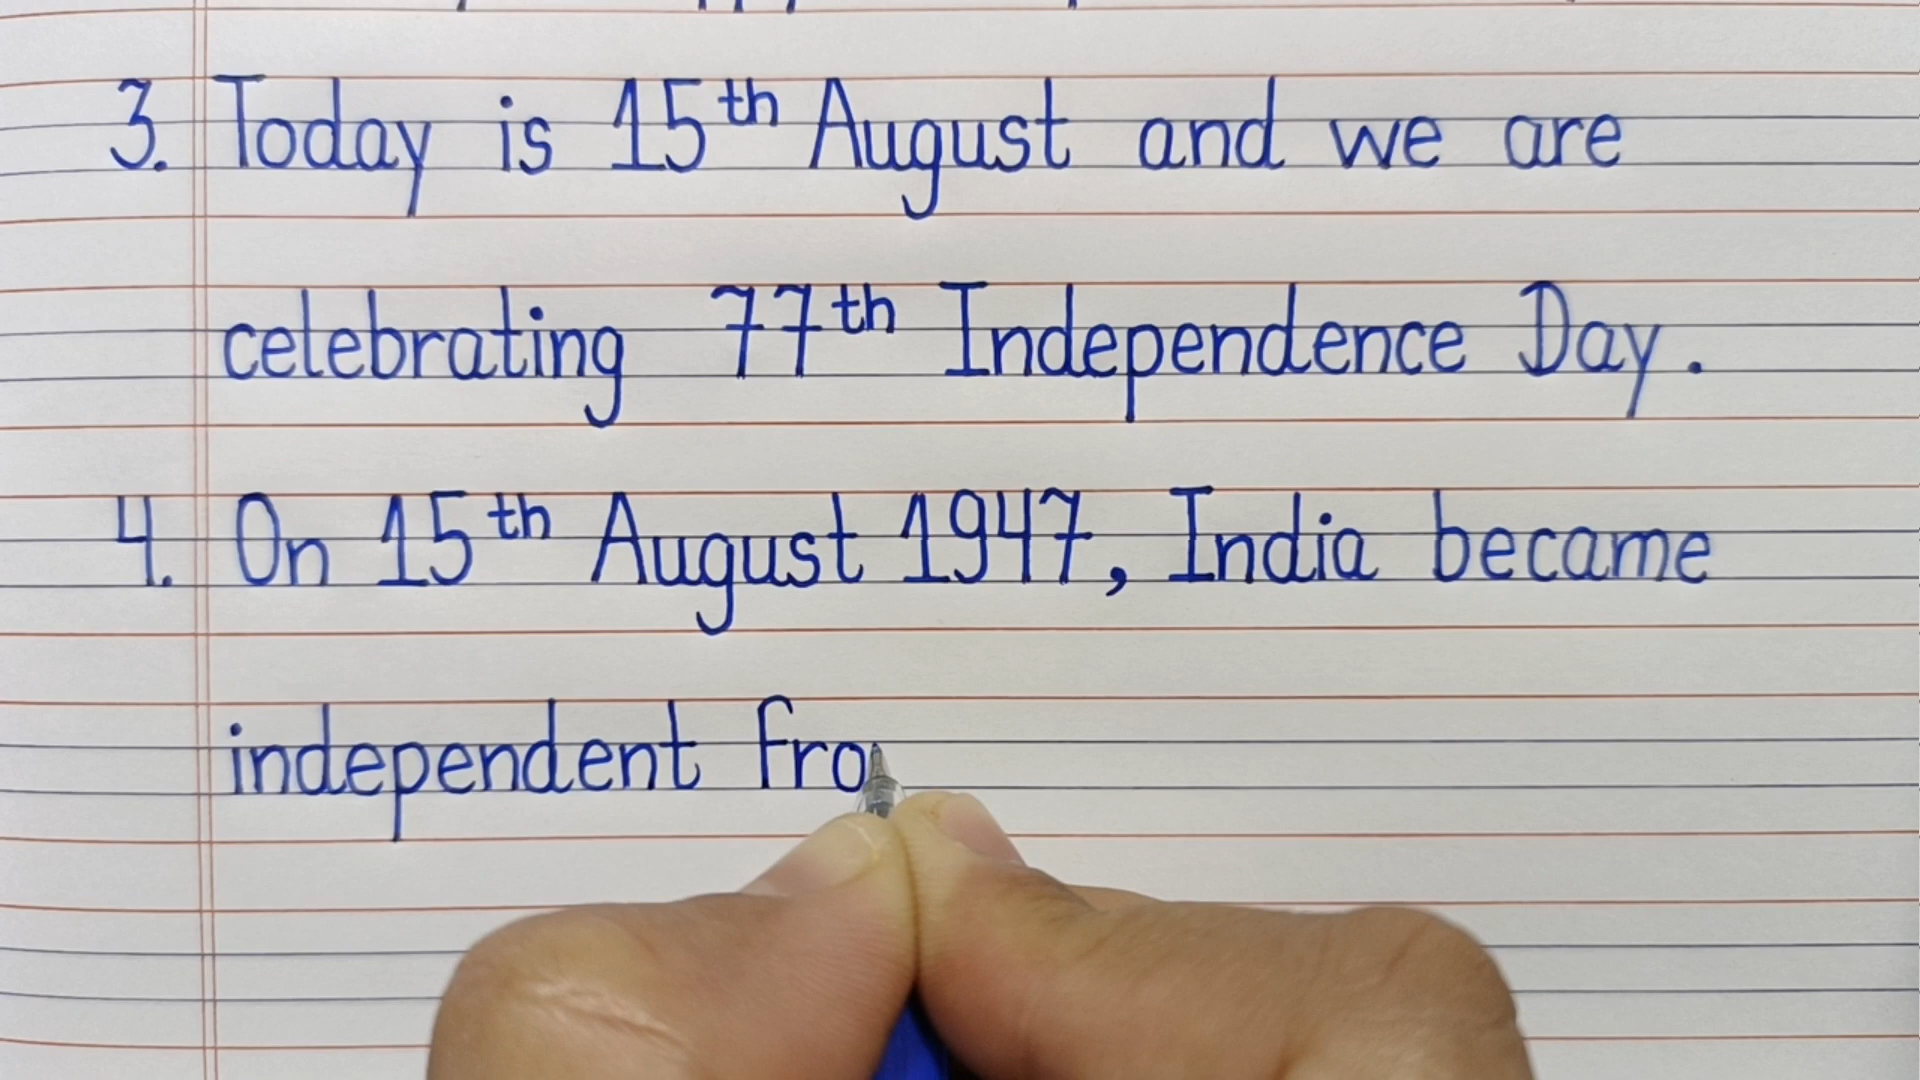 3. Today is 15th August and we are
celebrating 77th Independence Day.
4. On 15th August 1947, India became
independent fro